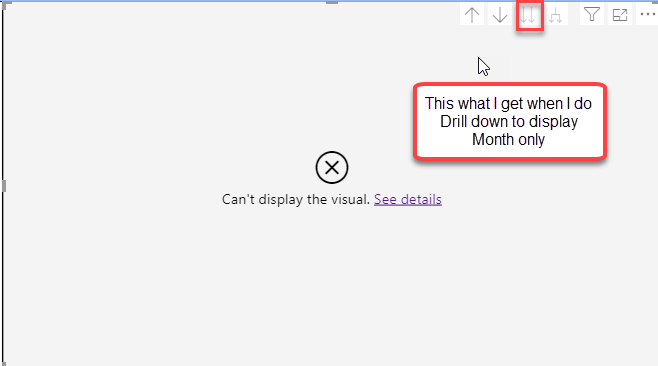 This what I get when I do
Drill down to display
Month only
Can't display the visual. See details